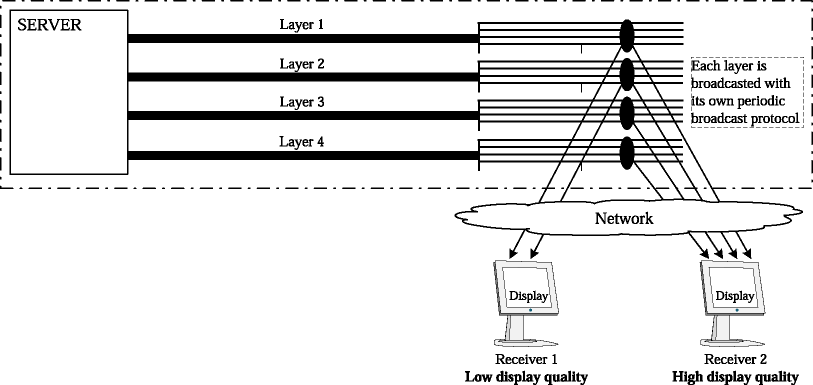 SERVER
Layer 1
Layer 2
Layer 3
Layer 4
Each layer is
broadcasted with
its own periodic
broadcast protocol
Network
Display
Display
Receiver 1
Low display quality
Receiver 2
High display quality